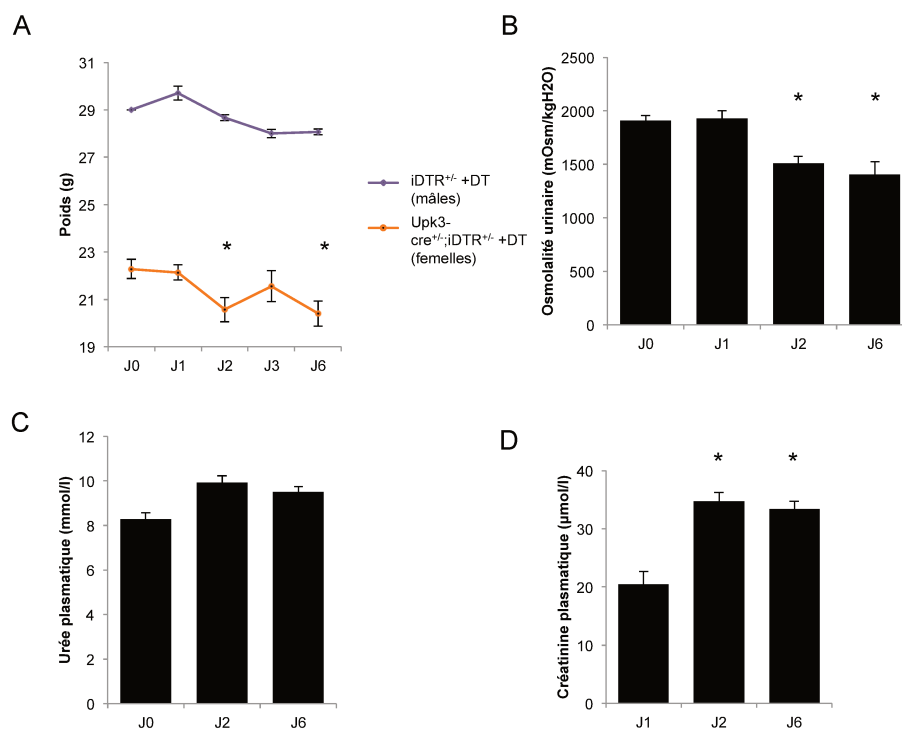 A
31
29
27
25
23
21
19
Poids (g)
J0
J1
J2
J3
J6
*
*
iDTR+/- +DT
(mâles)
Upk3-
cre+/-;iDTR+/- +DT
(femelles)
B
2500
2000
1500
1000
500
0
Osmolalité urinaire (mOsm/kgH2O)
*
*
J0
J1
J2
J6
C
12
10
8
6
4
2
0
Urée plasmatique (mmol/l)
J0
J2
J6
D
40
30
20
10
0
Créatinine plasmatique (µmol/l)
*
*
J1
J2
J6